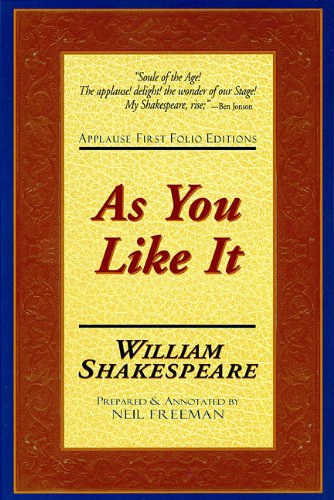 "Soule of the Age!
The applause! delight! the wonder of our Stage!
My Shakespeare, rise;"—Ben Jonson
APPLAUSE FIRST FOLIO EDITIONS
As You
Like It
WILLIAM
SHAKESPEARE
PREPARED & ANNOTATED BY
NEIL FREEMAN